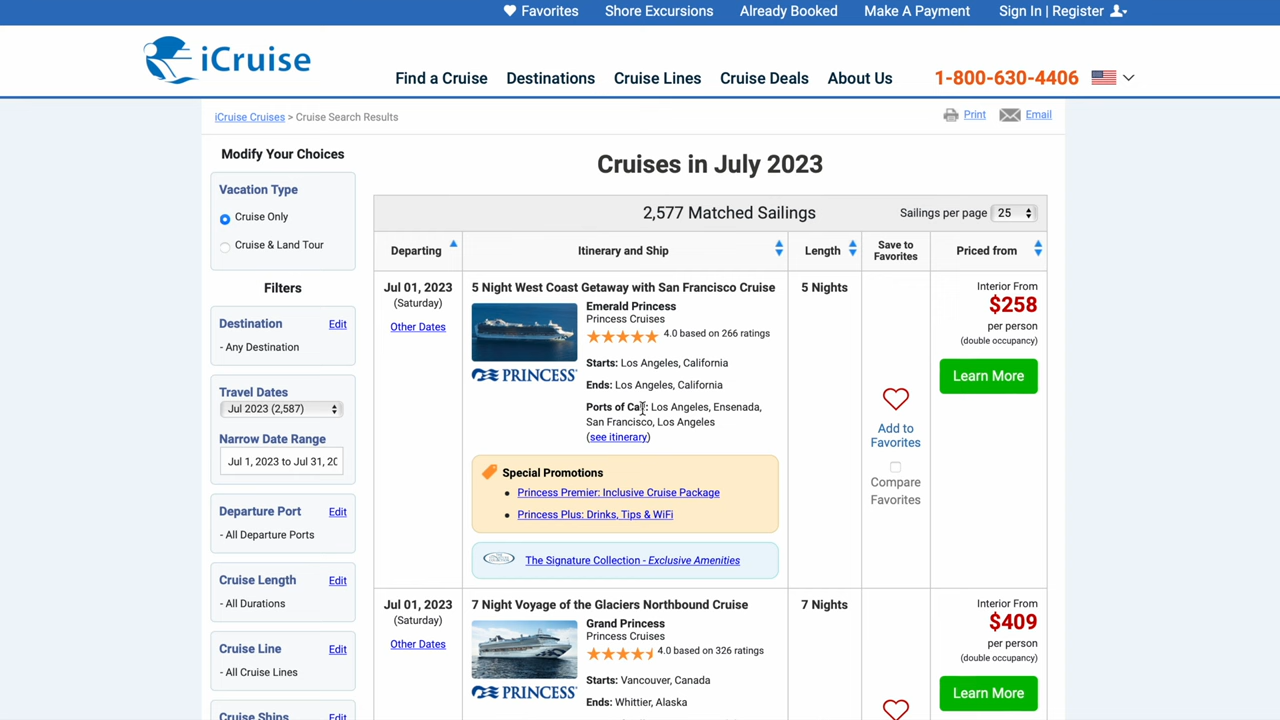 Favorites
Shore Excursions
Already Booked
Make A Payment
Sign In | Register
iCruise
Find a Cruise
Destinations
Cruise Lines
Cruise Deals
About Us
1-800-630-4406
iCruise Cruises > Cruise Search Results
Print
Email
Modify Your Choices
Vacation Type
Cruise Only
Cruise & Land Tour
Filters
Destination Edit
- Any Destination
Travel Dates
Jul 2023 (2,587)
Narrow Date Range
Jul 1, 2023 to Jul 31, 20
Departure Port Edit
- All Departure Ports
Cruise Length Edit
- All Durations
Cruise Line Edit
- All Cruise Lines
Cruise Ships Edit
Cruises in July 2023
2,577 Matched Sailings
Sailings per page 25
Departing
Itinerary and Ship
Length
Save to
Favorites
Priced from
Jul 01, 2023
(Saturday)
Other Dates
5 Night West Coast Getaway with San Francisco Cruise
Emerald Princess
Princess Cruises
4.0 based on 266 ratings
PRINCESS
Starts: Los Angeles, California
Ends: Los Angeles, California
Ports of Call: Los Angeles, Ensenada,
San Francisco, Los Angeles
(see itinerary)
Special Promotions
• Princess Premier: Inclusive Cruise Package
• Princess Plus: Drinks, Tips & WiFi
The Signature Collection - Exclusive Amenities
5 Nights
Add to
Favorites
Compare
Favorites
Interior From
$258
per person
(double occupancy)
Learn More
Jul 01, 2023
(Saturday)
Other Dates
7 Night Voyage of the Glaciers Northbound Cruise
Grand Princess
Princess Cruises
4.0 based on 326 ratings
PRINCESS
Starts: Vancouver, Canada
Ends: Whittier, Alaska
7 Nights
Interior From
$409
per person
(double occupancy)
Learn More